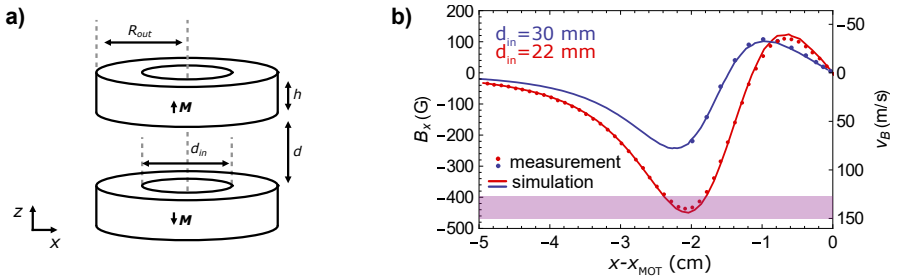 a)
R_out
M
h
d_in
d
M
z
x
b)
d_in=30 mm
d_in=22 mm
measurement
simulation
B_x (G)
200
100
0
−100
−200
−300
−400
−500
−50
0
50
100
150
v_B (m/s)
−5 −4 −3 −2 −1 0
x-x_MOT (cm)